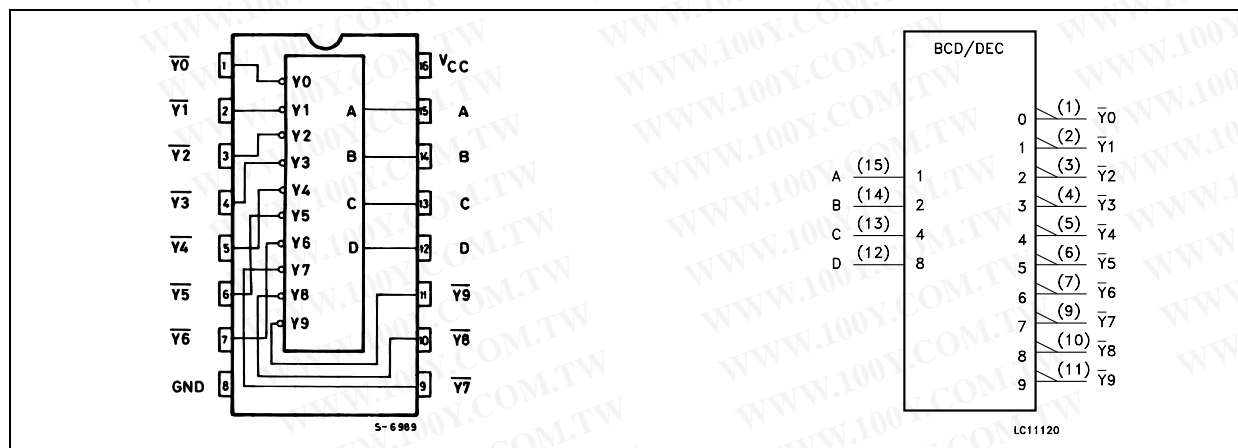 Y0 1 Y0 16 VCC
Y1 2 Y1 A 15 A
Y2 3 Y2 B 14 B
Y3 4 Y3 C 13 C
Y4 5 Y4 D 12 D
Y5 6 Y5 11 Y9
Y6 7 Y6 10 Y8
GND 8 Y7 9 Y7
Y8
Y9
S-6989
BCD/DEC
0 (1) Y0
1 (2) Y1
A (15) 1 2 (3) Y2
B (14) 2 3 (4) Y3
C (13) 4 4 (5) Y4
D (12) 8 5 (6) Y5
6 (7) Y6
7 (9) Y7
8 (10) Y8
9 (11) Y9
LC11120
WWW.100Y.COM.TW